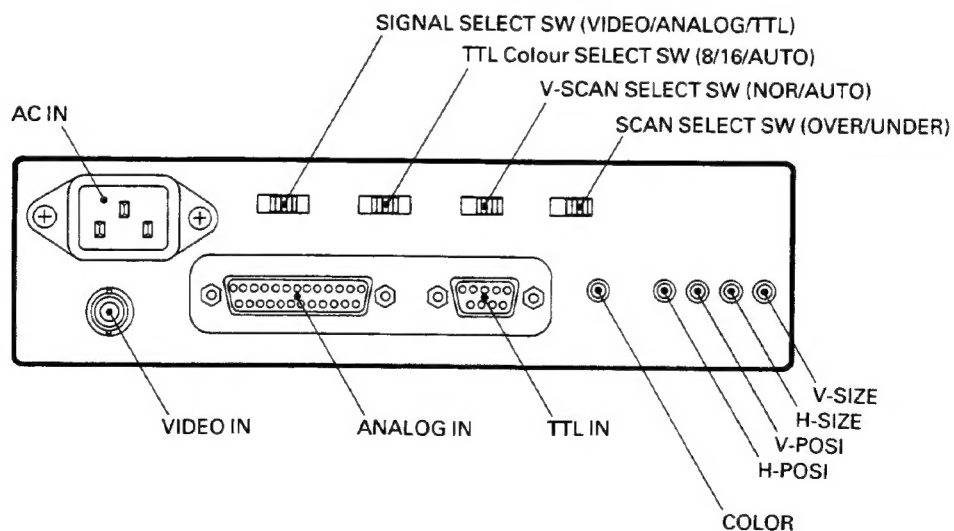 SIGNAL SELECT SW (VIDEO/ANALOG/TTL)
TTL Colour SELECT SW (8/16/AUTO)
V-SCAN SELECT SW (NOR/AUTO)
AC IN
SCAN SELECT SW (OVER/UNDER)
V-SIZE
VIDEO IN
ANALOG IN
TTL IN
H-SIZE
V-POSI
H-POSI
COLOR